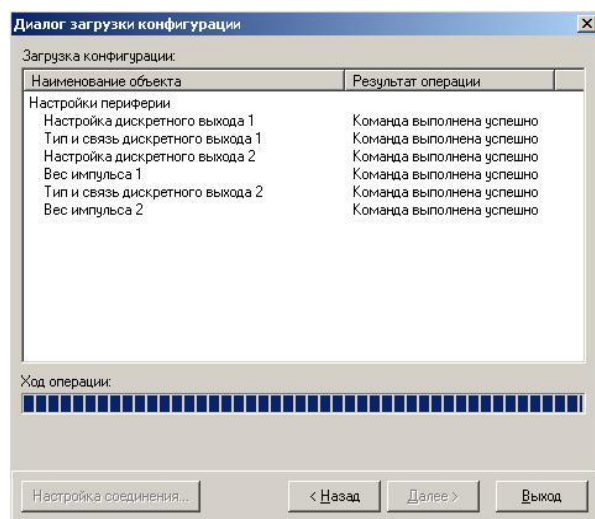 Диалог загрузки конфигурации
Загрузка конфигурации:
Наименование объекта Результат операции
Настройки периферии
Настройка дискретного выхода 1 Команда выполнена успешно
Тип и связь дискретного выхода 1 Команда выполнена успешно
Настройка дискретного выхода 2 Команда выполнена успешно
Вес импульса 1 Команда выполнена успешно
Тип и связь дискретного выхода 2 Команда выполнена успешно
Вес импульса 2 Команда выполнена успешно
Ход операции:
Настройка соединения... < Назад Далее > Выход